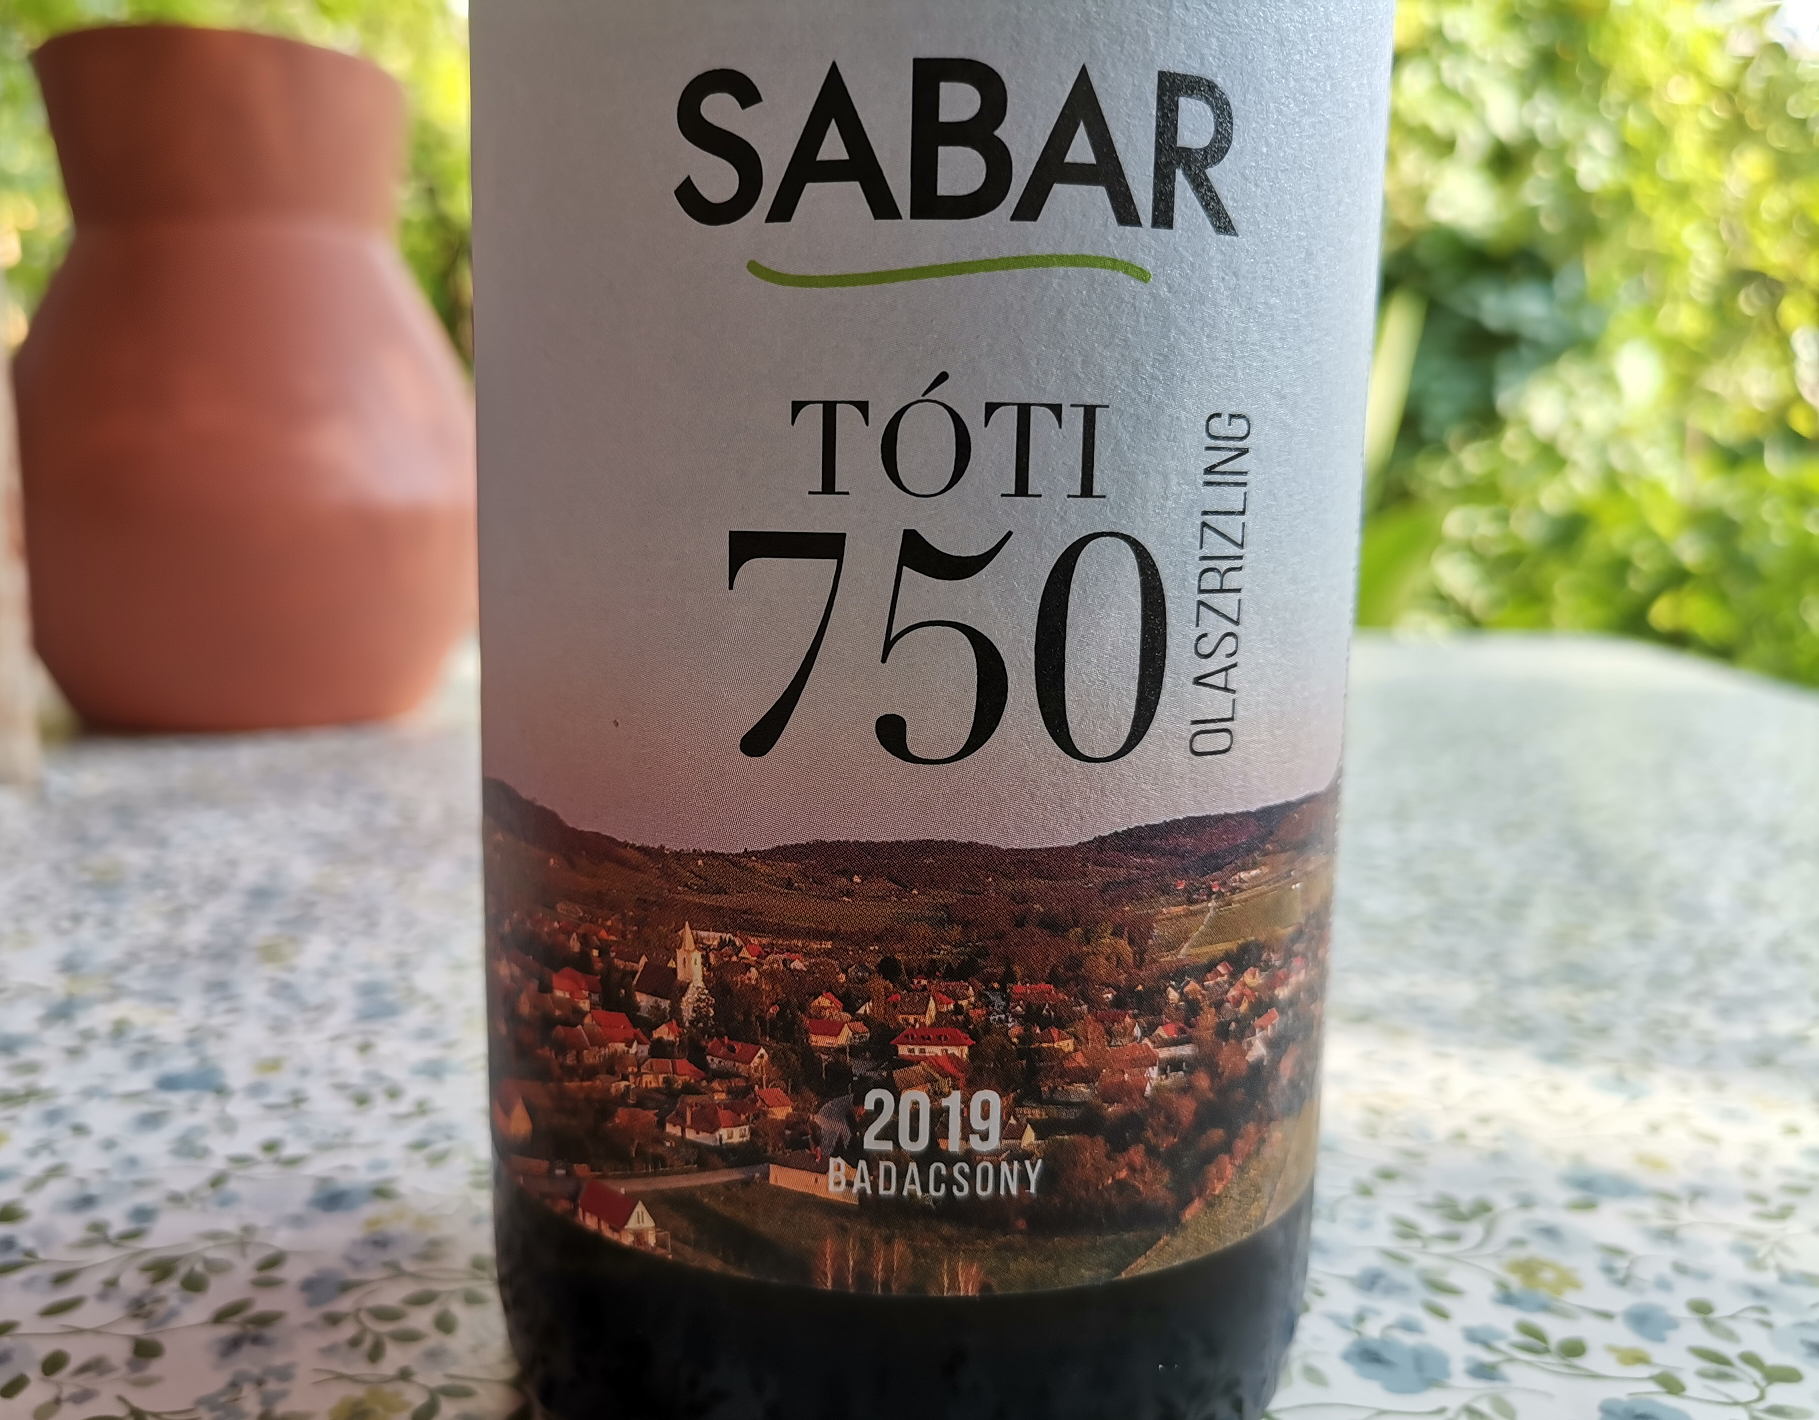 SABAR
TÓTI
750
OLASZRIZLING
2019
BADACSONY